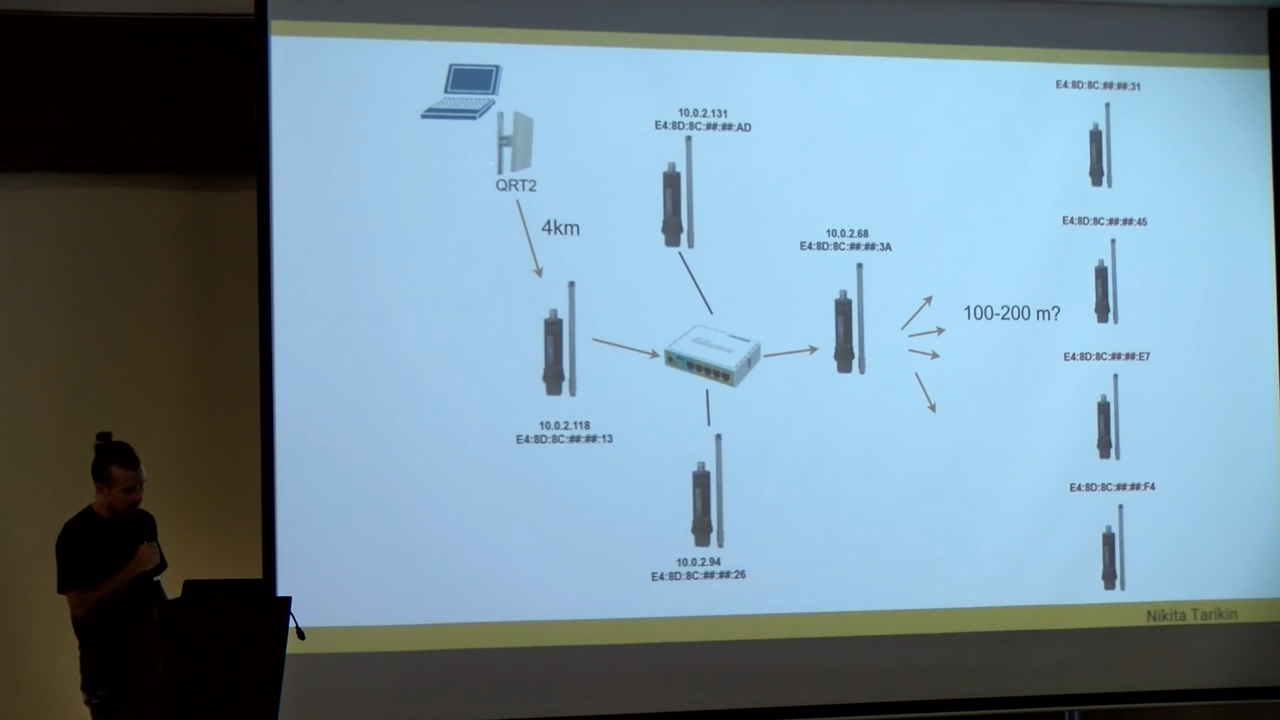 QRT2
4km
10.0.2.131
E4:8D:8C:##:##:AD
10.0.2.118
E4:8D:8C:##:##:13
10.0.2.94
E4:8D:8C:##:##:26
10.0.2.68
E4:8D:8C:##:##:3A
100-200 m?
E4:8D:8C:##:##:31
E4:8D:8C:##:##:45
E4:8D:8C:##:##:E7
E4:8D:8C:##:##:F4
Nikita Tarikin